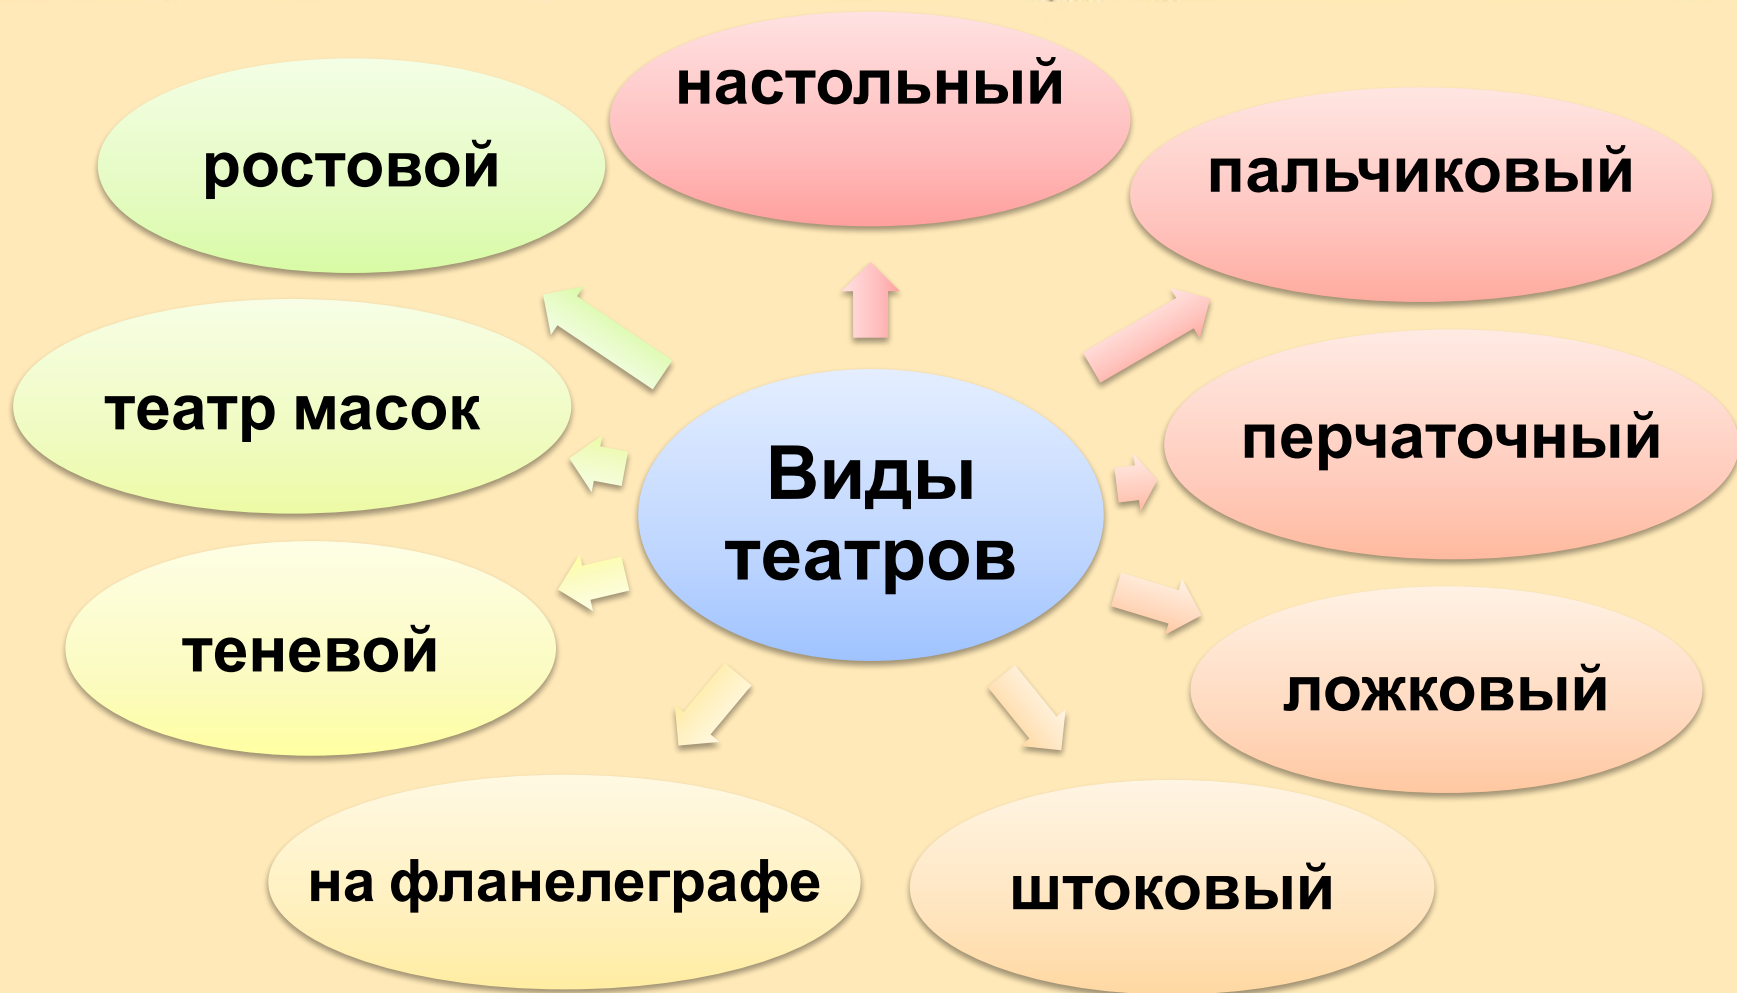 настольный
ростовой
пальчиковый
театр масок
перчаточный
Виды
театров
теневой
ложковый
на фланелеграфе
штоковый